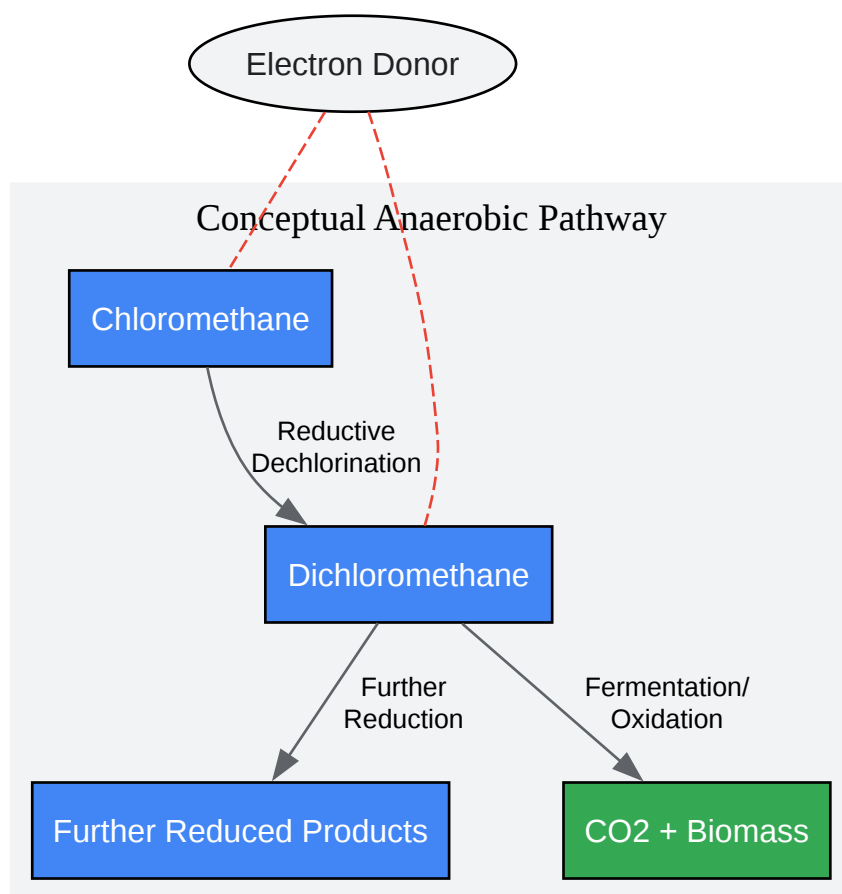 Electron Donor
Conceptual Anaerobic Pathway
Chloromethane
Reductive
Dechlorination
Dichloromethane
Further
Reduction
Fermentation/
Oxidation
Further Reduced Products
CO2 + Biomass